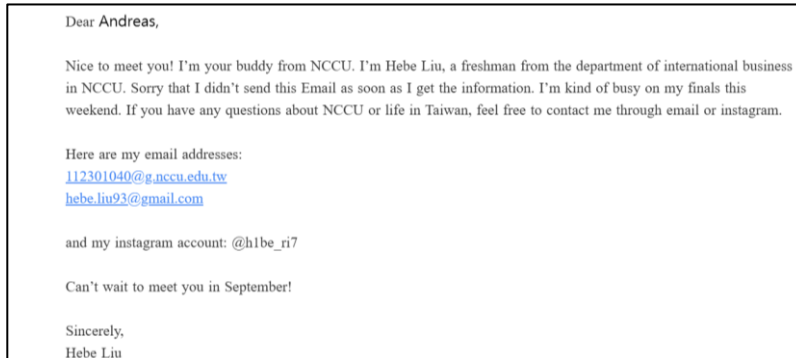 Dear Andreas,
Nice to meet you! I'm your buddy from NCCU. I'm Hebe Liu, a freshman from the department of international business
in NCCU. Sorry that I didn't send this Email as soon as I get the information. I'm kind of busy on my finals this
weekend. If you have any questions about NCCU or life in Taiwan, feel free to contact me through email or instagram.
Here are my email addresses:
112301040@g.nccu.edu.tw
hebe.liu93@gmail.com
and my instagram account: @h1be_ri7
Can't wait to meet you in September!
Sincerely,
Hebe Liu